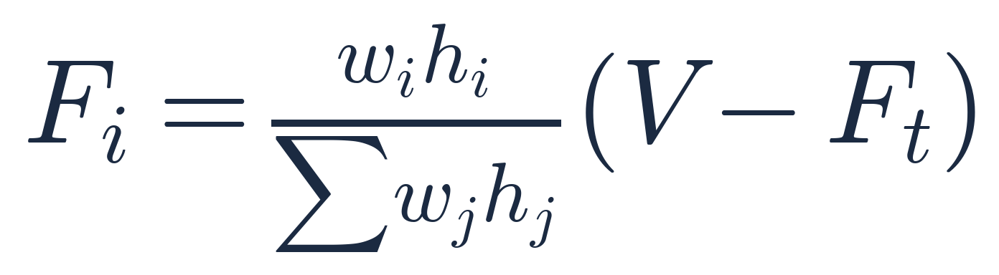 F_i = \frac{w_i h_i}{\sum w_j h_j} (V - F_t)